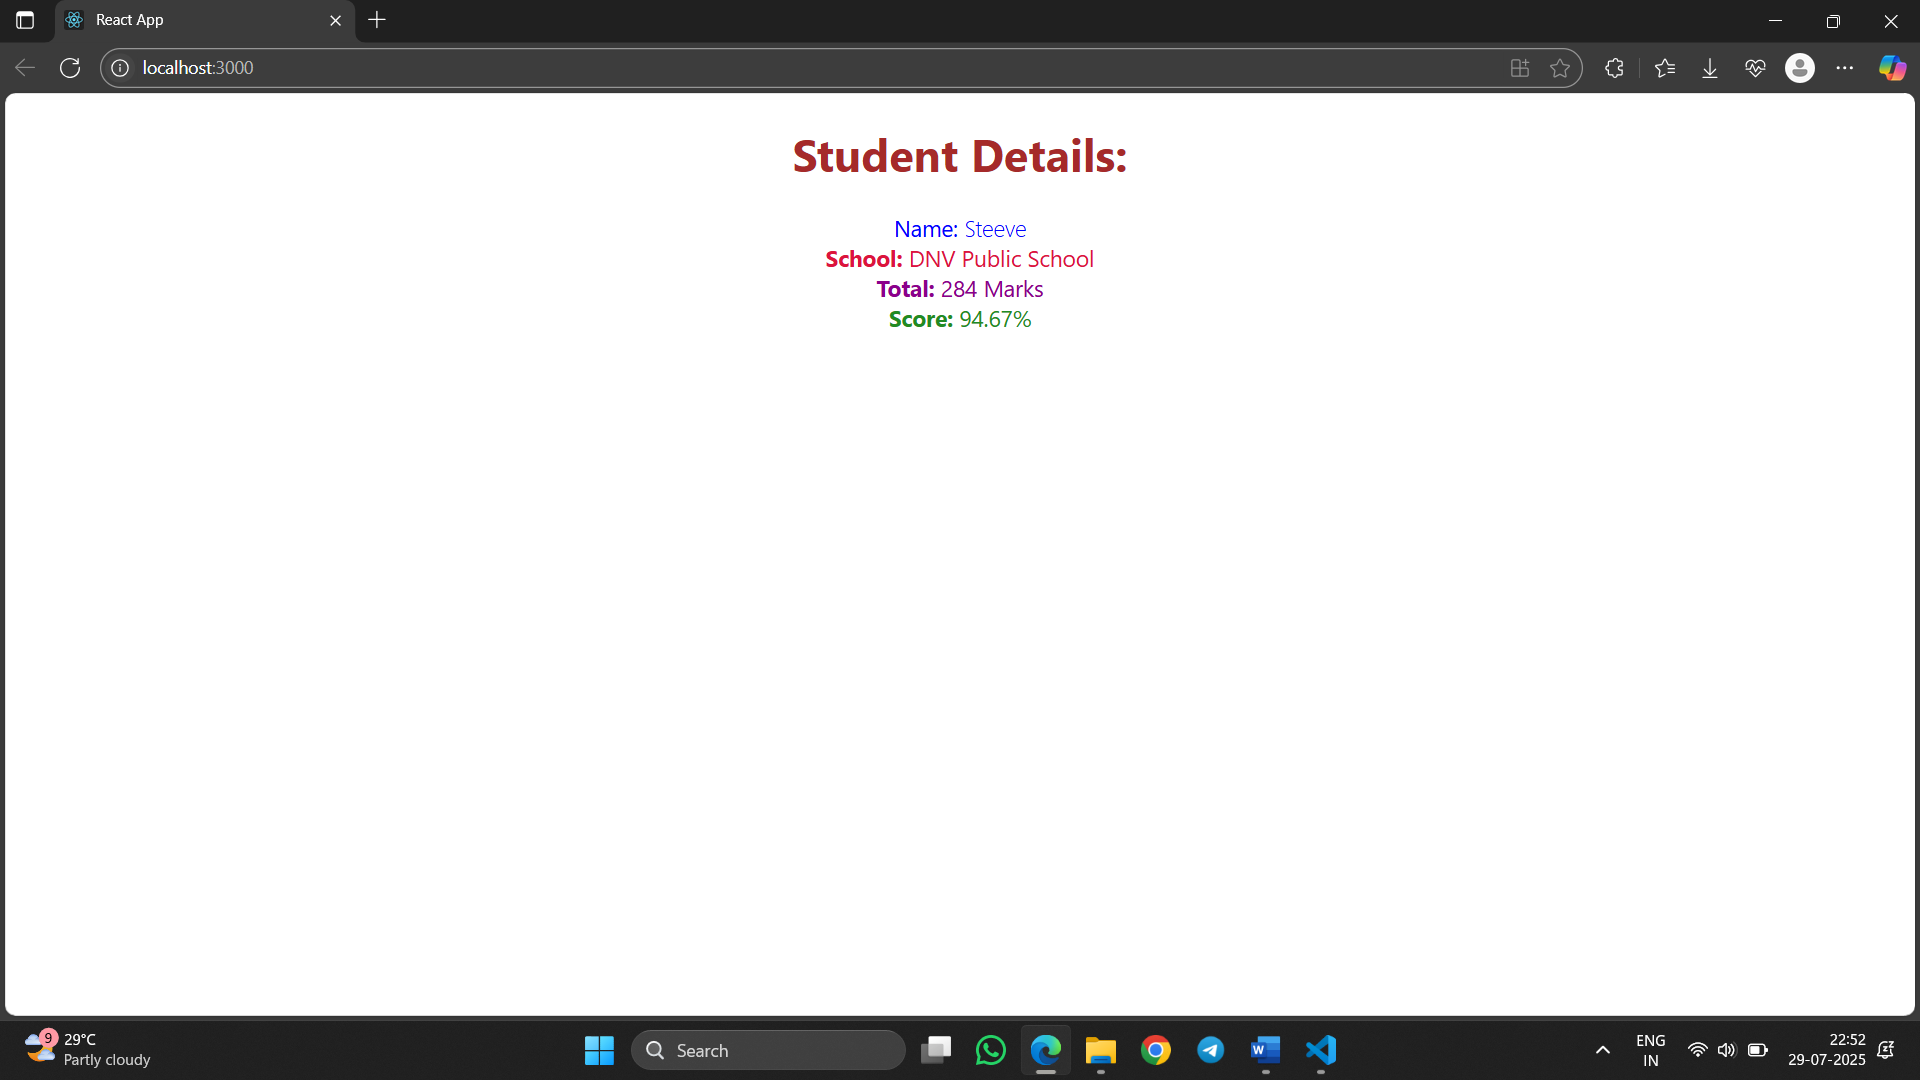 React App
localhost:3000
Student Details:
Name: Steeve
School: DNV Public School
Total: 284 Marks
Score: 94.67%
9
29°C
Partly cloudy
Search
W
ENG
IN
22:52
29-07-2025